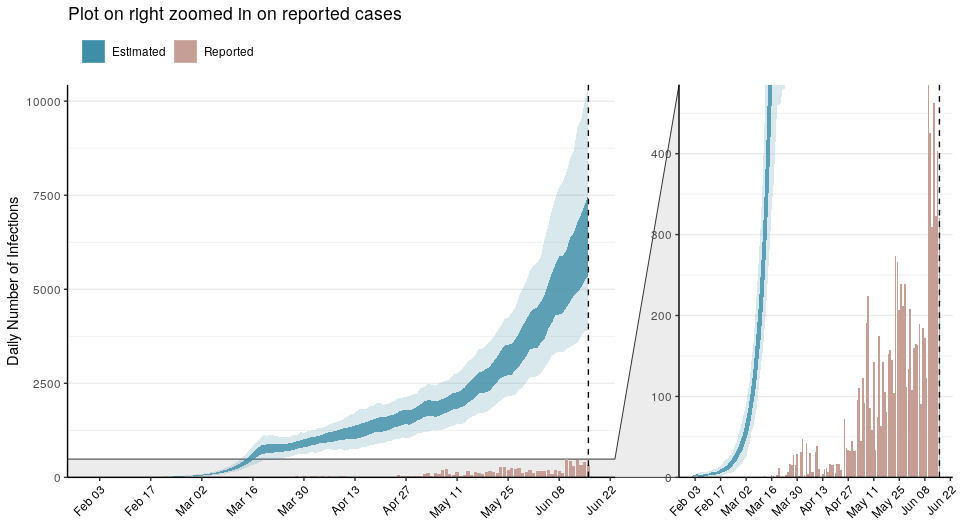 Plot on right zoomed in on reported cases
Estimated Reported
Daily Number of Infections
10000
7500
5000
2500
0
Feb 03 Feb 17 Mar 02 Mar 16 Mar 30 Apr 13 Apr 27 May 11 May 25 Jun 08 Jun 22
400
300
200
100
0
Feb 03 Feb 17 Mar 02 Mar 16 Mar 30 Apr 13 Apr 27 May 11 May 25 Jun 08 Jun 22